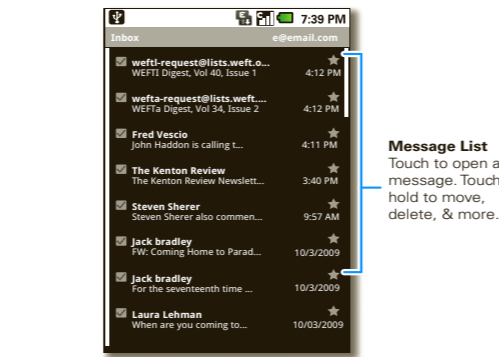 7:39 PM
Inbox e@email.com
weftl-request@lists.weft.o...
WEFTI Digest, Vol 40, Issue 1 4:12 PM
wefta-request@lists.weft....
WEFTa Digest, Vol 34, Issue 2 4:12 PM
Fred Vescio
John Haddon is calling t... 4:11 PM
The Kenton Review
The Kenton Review Newslett... 3:40 PM
Steven Sherer
Steven Sherer also commen... 9:57 AM
Jack bradley
FW: Coming Home to Parad... 10/3/2009
Jack bradley
For the seventeenth time ... 10/3/2009
Laura Lehman
When are you coming to... 10/03/2009
Message List
Touch to open a
message. Touch
hold to move,
delete, & more.